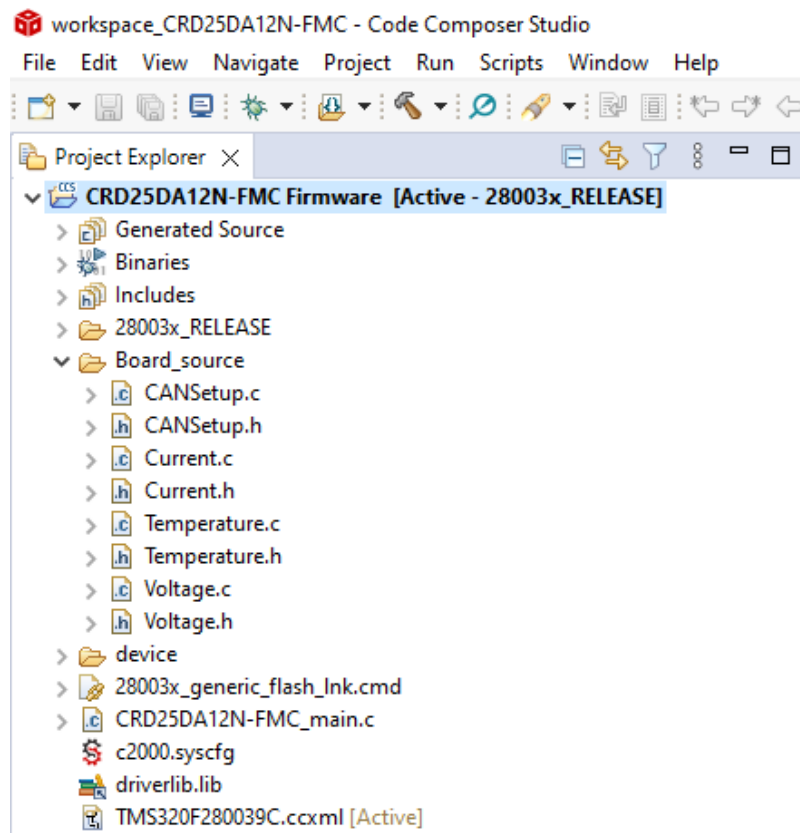 workspace_CRD25DA12N-FMC - Code Composer Studio
File Edit View Navigate Project Run Scripts Window Help
Project Explorer
CCS CRD25DA12N-FMC Firmware [Active - 28003x_RELEASE]
Generated Source
Binaries
Includes
28003x_RELEASE
Board_source
.c CANSetup.c
.h CANSetup.h
.c Current.c
.h Current.h
.c Temperature.c
.h Temperature.h
.c Voltage.c
.h Voltage.h
device
28003x_generic_flash_lnk.cmd
.c CRD25DA12N-FMC_main.c
c2000.syscfg
driverlib.lib
TMS320F280039C.ccxml [Active]